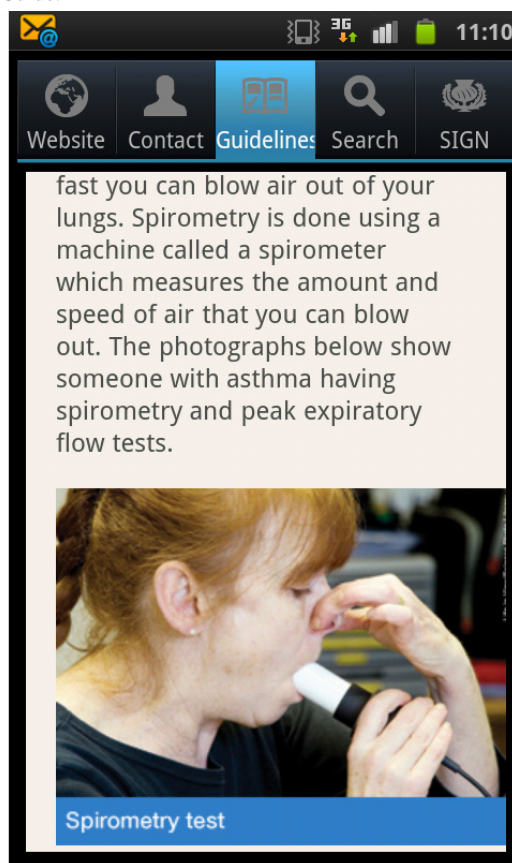 3G
11:10
Website Contact Guidelines Search SIGN
fast you can blow air out of your
lungs. Spirometry is done using a
machine called a spirometer
which measures the amount and
speed of air that you can blow
out. The photographs below show
someone with asthma having
spirometry and peak expiratory
flow tests.
Spirometry test